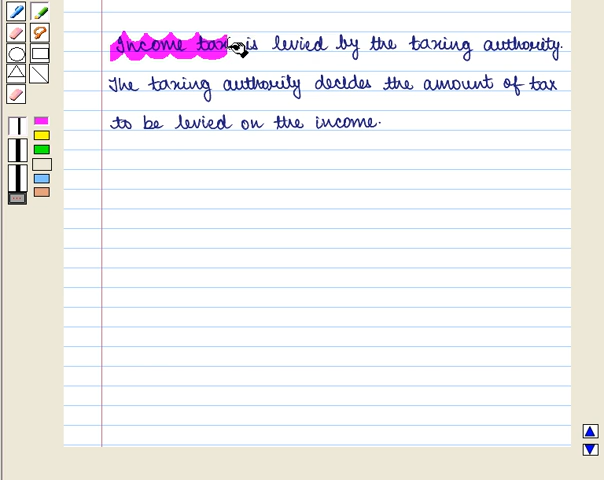 Income tax is levied by the taxing authority.
The taxing authority decides the amount of tax
to be levied on the income.